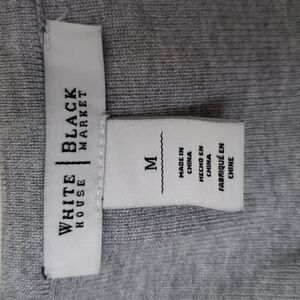 WHITE | BLACK
HOUSE | MARKET
M
MADE IN
CHINA
HECHO EN
CHINA
FABRIQUÉ EN
CHINE